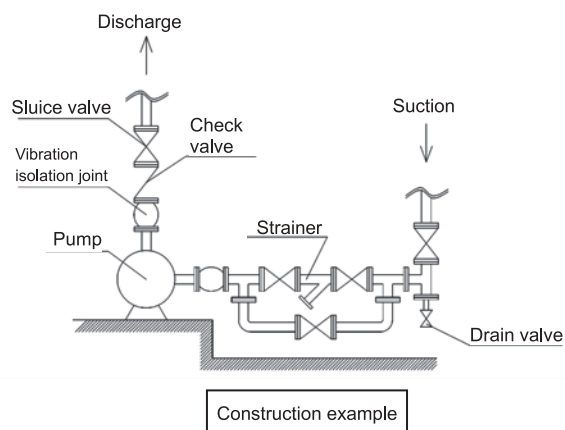 Discharge
Sluice valve
Check
valve
Suction
Vibration
isolation joint
Strainer
Pump
Drain valve
Construction example